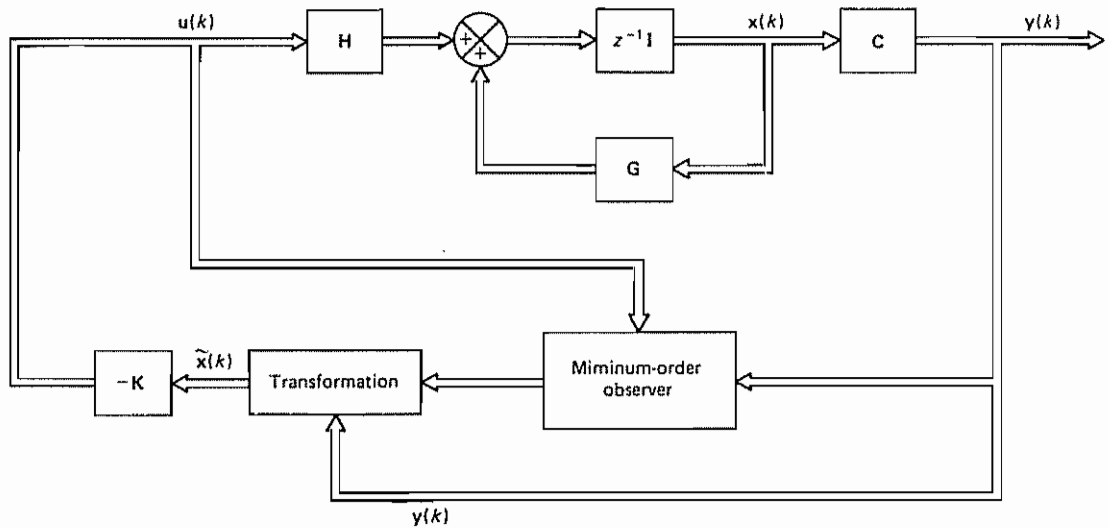 u(k)
x(k)
y(k)
H
+
+
z⁻¹I
C
G
x̃(k)
−K
Transformation
Miminum-order
observer
y(k)